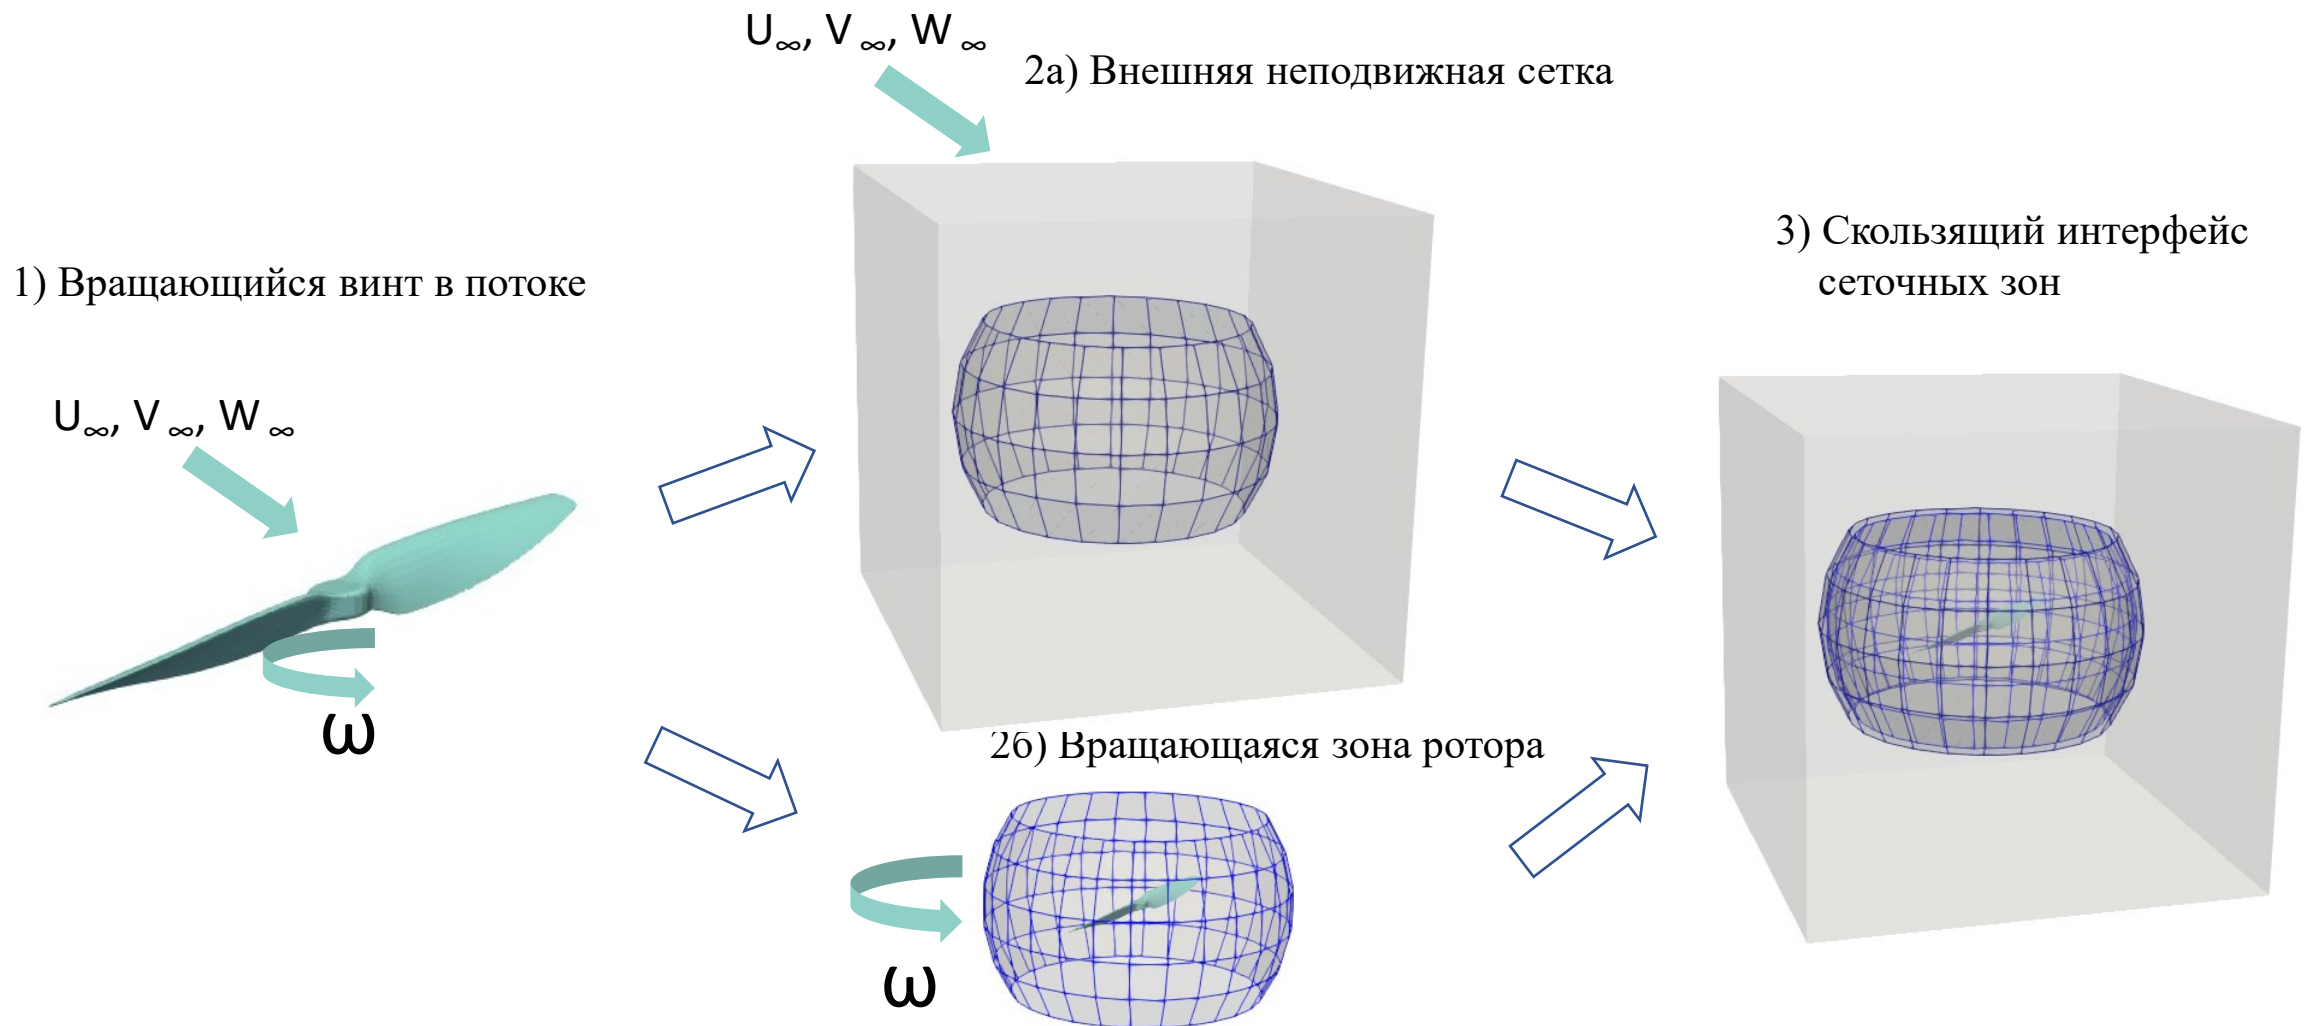 U∞, V ∞, W ∞
2а) Внешняя неподвижная сетка
3) Скользящий интерфейс
сеточных зон
1) Вращающийся винт в потоке
U∞, V ∞, W ∞
ω
2б) Вращающаяся зона ротора
ω